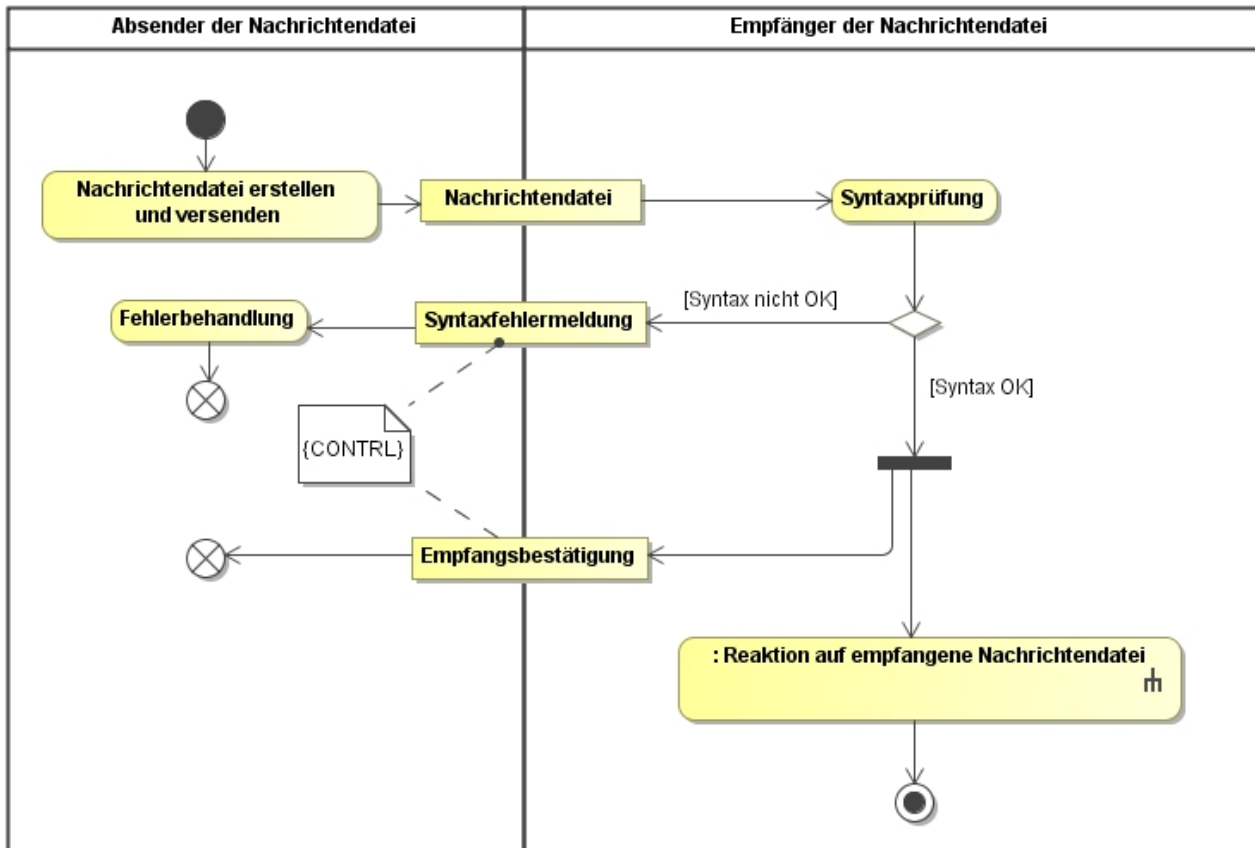 Absender der Nachrichtendatei
Empfänger der Nachrichtendatei
Nachrichtendatei erstellen
und versenden
Nachrichtendatei
Syntaxprüfung
[Syntax nicht OK]
Fehlerbehandlung
Syntaxfehlermeldung
[Syntax OK]
{CONTRL}
Empfangsbestätigung
: Reaktion auf empfangene Nachrichtendatei